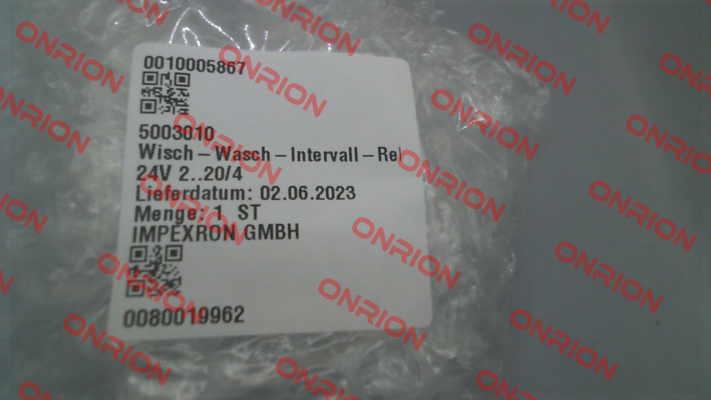 0010005867
5003010
Wisch – Wasch – Intervall – Rel
24V 2..20/4
Lieferdatum: 02.06.2023
Menge: 1 ST
IMPEXRON GMBH
0080019962
ONRION